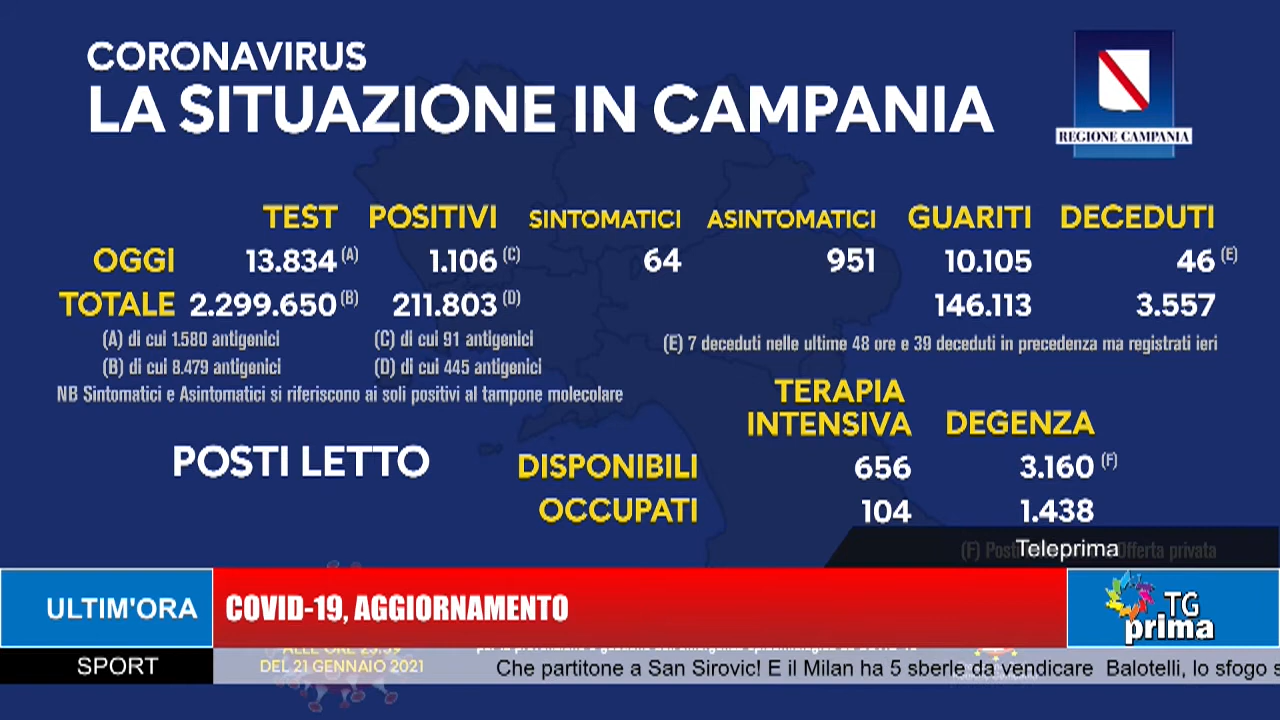 CORONAVIRUS
LA SITUAZIONE IN CAMPANIA
REGIONE CAMPANIA
TEST POSITIVI SINTOMATICI ASINTOMATICI GUARITI DECEDUTI
OGGI 13.834 (A) 1.106 (C) 64 951 10.105 46 (E)
TOTALE 2.299.650 (B) 211.803 (D) 146.113 3.557
(A) di cui 1.580 antigenici (C) di cui 91 antigenici (E) 7 deceduti nelle ultime 48 ore e 39 deceduti in precedenza ma registrati ieri
(B) di cui 8.479 antigenici (D) di cui 445 antigenici
NB Sintomatici e Asintomatici si riferiscono ai soli positivi al tampone molecolare
TERAPIA
INTENSIVA DEGENZA
POSTI LETTO DISPONIBILI 656 3.160 (F)
OCCUPATI 104 1.438
(F) Offerta privata
Teleprima
ULTIM'ORA COVID-19, AGGIORNAMENTO TG
prima
ALLE ORE 23:59
DEL 21 GENNAIO 2021
SPORT Che partitone a San Sirovic! E il Milan ha 5 sberle da vendicare Balotelli, lo sfogo s